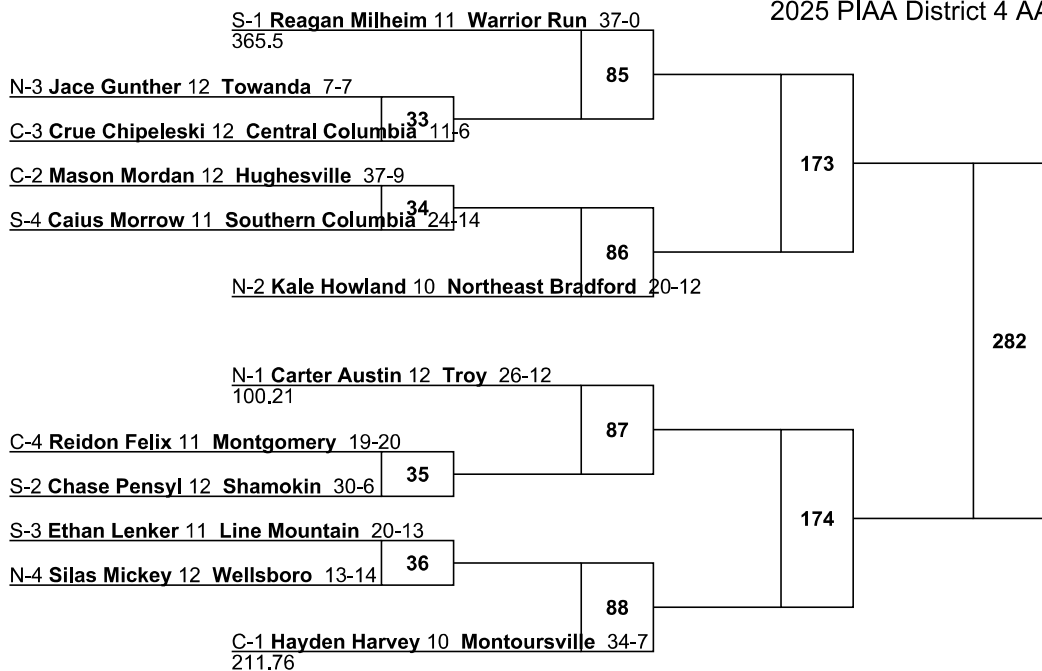 2025 PIAA District 4 AA
S-1 Reagan Milheim 11 Warrior Run 37-0
365.5
85
N-3 Jace Gunther 12 Towanda 7-7
33
C-3 Crue Chipeleski 12 Central Columbia 11-6
173
C-2 Mason Mordan 12 Hughesville 37-9
34
S-4 Caius Morrow 11 Southern Columbia 24-14
86
N-2 Kale Howland 10 Northeast Bradford 20-12
282
N-1 Carter Austin 12 Troy 26-12
100.21
87
C-4 Reidon Felix 11 Montgomery 19-20
35
S-2 Chase Pensyl 12 Shamokin 30-6
174
S-3 Ethan Lenker 11 Line Mountain 20-13
36
N-4 Silas Mickey 12 Wellsboro 13-14
88
C-1 Hayden Harvey 10 Montoursville 34-7
211.76